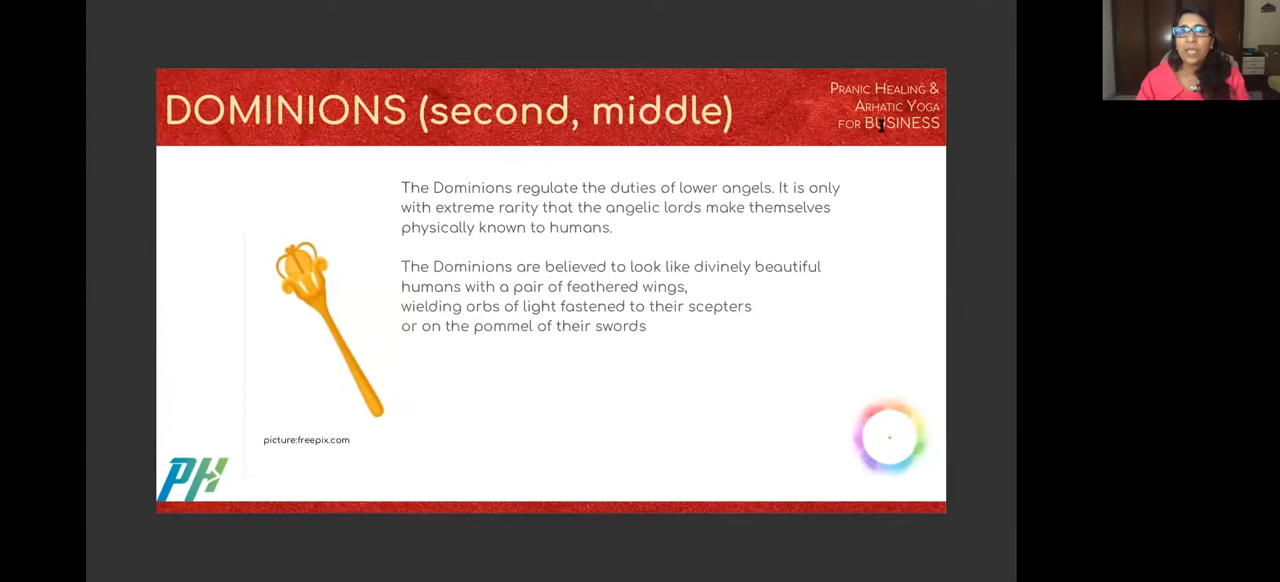 DOMINIONS (second, middle)
PRANIC HEALING &
ARHATIC YOGA
FOR BUSINESS
The Dominions regulate the duties of lower angels. It is only
with extreme rarity that the angelic lords make themselves
physically known to humans.
The Dominions are believed to look like divinely beautiful
humans with a pair of feathered wings,
wielding orbs of light fastened to their scepters
or on the pommel of their swords
picture:freepix.com
PH